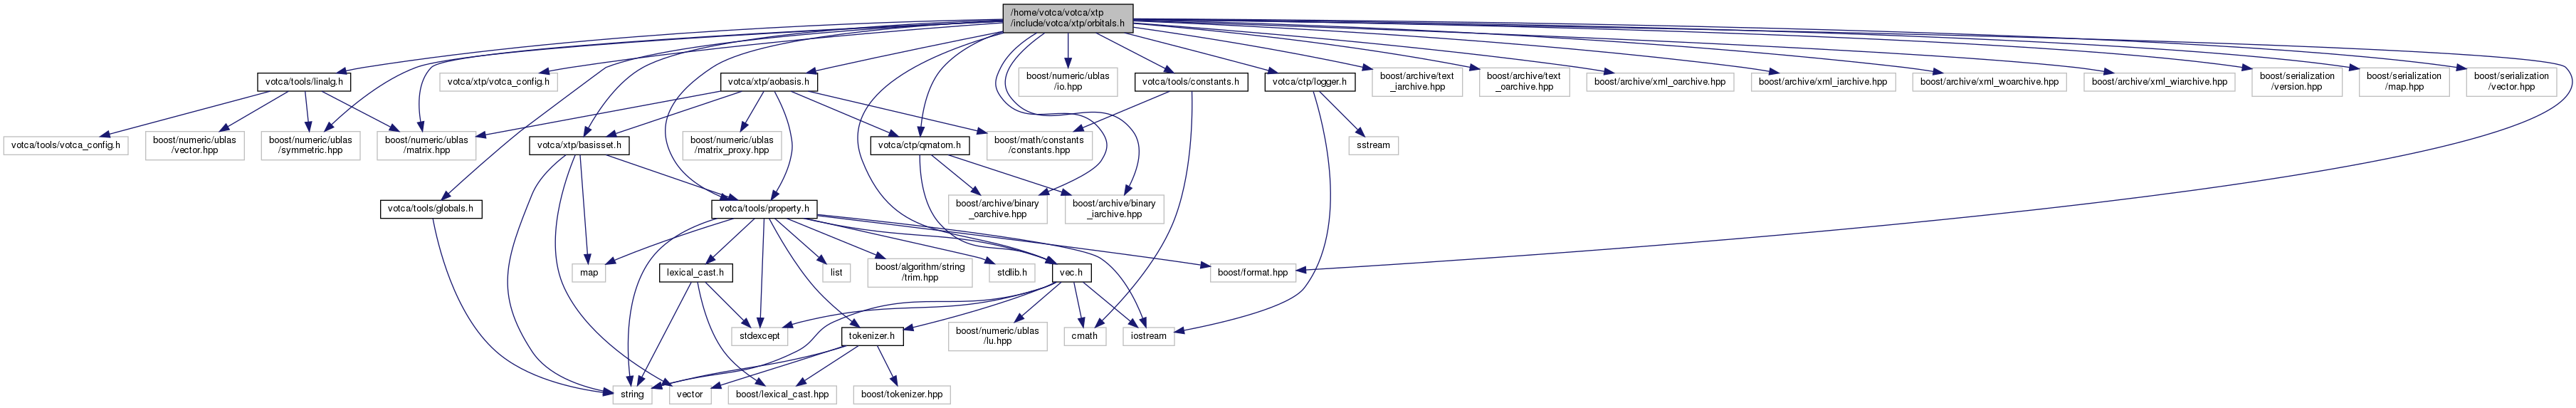 /home/votca/votca/xtp
/include/votca/xtp/orbitals.h
votca/tools/linalg.h
votca/xtp/votca_config.h
votca/xtp/aobasis.h
boost/numeric/ublas
/io.hpp
votca/tools/constants.h
votca/ctp/logger.h
boost/archive/text
_iarchive.hpp
boost/archive/text
_oarchive.hpp
boost/archive/xml_oarchive.hpp
boost/archive/xml_iarchive.hpp
boost/archive/xml_woarchive.hpp
boost/archive/xml_wiarchive.hpp
boost/serialization
/version.hpp
boost/serialization
/map.hpp
boost/serialization
/vector.hpp
votca/tools/votca_config.h
boost/numeric/ublas
/vector.hpp
boost/numeric/ublas
/symmetric.hpp
boost/numeric/ublas
/matrix.hpp
votca/xtp/basisset.h
boost/numeric/ublas
/matrix_proxy.hpp
votca/ctp/qmatom.h
boost/math/constants
/constants.hpp
sstream
votca/tools/globals.h
votca/tools/property.h
boost/archive/binary
_oarchive.hpp
boost/archive/binary
_iarchive.hpp
map
lexical_cast.h
list
boost/algorithm/string
/trim.hpp
stdlib.h
vec.h
boost/format.hpp
stdexcept
tokenizer.h
boost/numeric/ublas
/lu.hpp
cmath
iostream
string
vector
boost/lexical_cast.hpp
boost/tokenizer.hpp